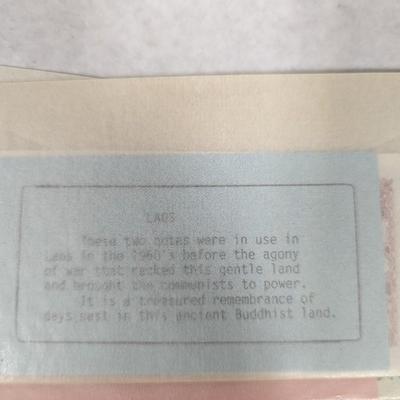 LAOS
These two notes were in use in
Laos in the 1960's before the agony
of war that racked this gentle land
and brought the communists to power.
It is a treasured remembrance of
days past in this ancient Buddhist land.